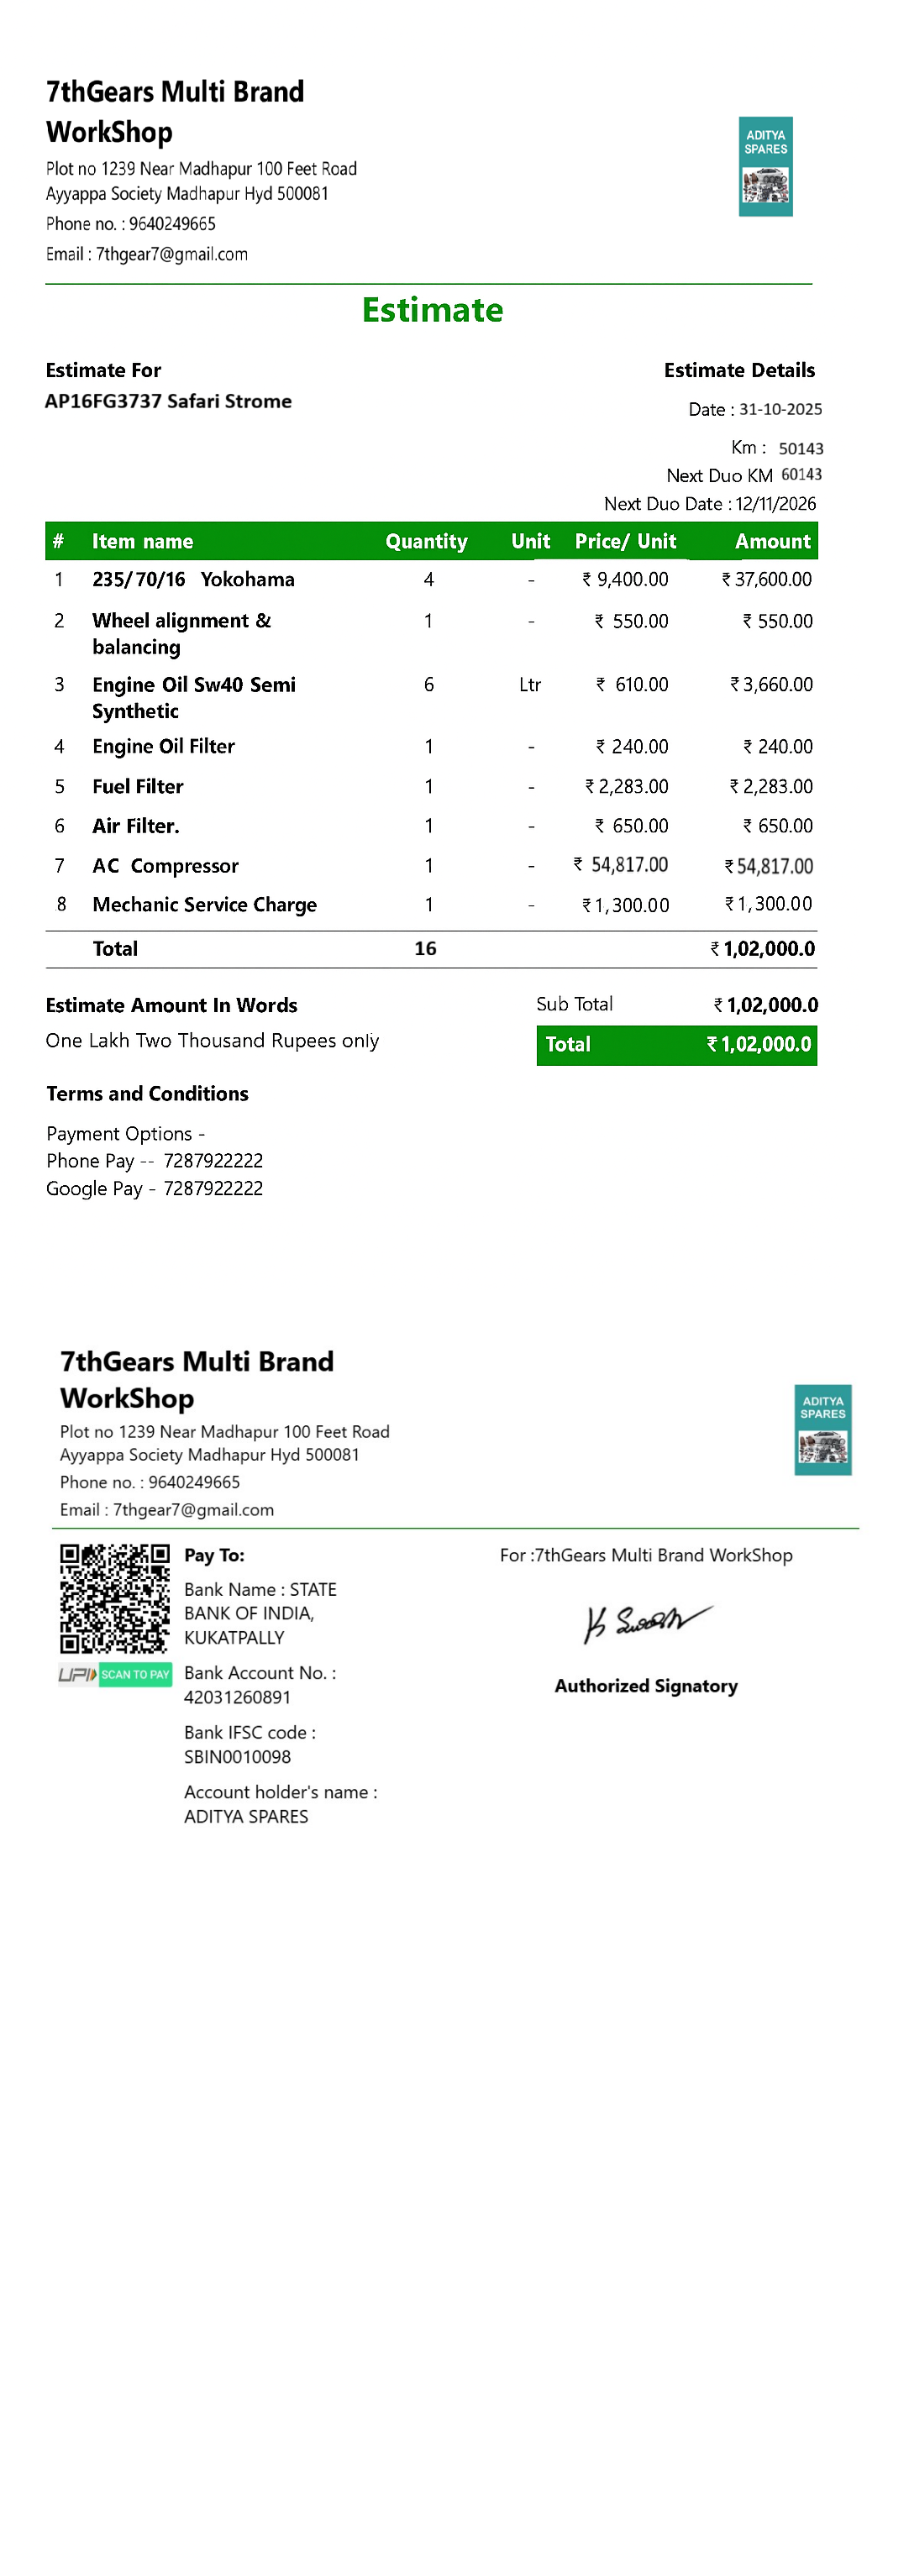 7thGears Multi Brand
WorkShop
Plot no 1239 Near Madhapur 100 Feet Road
Ayyappa Society Madhapur Hyd 500081
Phone no. : 9640249665
Email : 7thgear7@gmail.com
ADITYA
SPARES
Estimate
Estimate For
AP16FG3737 Safari Strome
Estimate Details
Date : 31-10-2025
Km : 50143
Next Duo KM 60143
Next Duo Date : 12/11/2026
# Item name Quantity Unit Price/ Unit Amount
1 235/70/16 Yokohama 4 - ₹ 9,400.00 ₹ 37,600.00
2 Wheel alignment & 1 - ₹ 550.00 ₹ 550.00
balancing
3 Engine Oil Sw40 Semi 6 Ltr ₹ 610.00 ₹ 3,660.00
Synthetic
4 Engine Oil Filter 1 - ₹ 240.00 ₹ 240.00
5 Fuel Filter 1 - ₹ 2,283.00 ₹ 2,283.00
6 Air Filter. 1 - ₹ 650.00 ₹ 650.00
7 AC Compressor 1 - ₹ 54,817.00 ₹ 54,817.00
8 Mechanic Service Charge 1 - ₹ 1,300.00 ₹ 1,300.00
Total 16 ₹ 1,02,000.0
Estimate Amount In Words
One Lakh Two Thousand Rupees only
Sub Total ₹ 1,02,000.0
Total ₹ 1,02,000.0
Terms and Conditions
Payment Options -
Phone Pay -- 7287922222
Google Pay - 7287922222
7thGears Multi Brand
WorkShop
Plot no 1239 Near Madhapur 100 Feet Road
Ayyappa Society Madhapur Hyd 500081
Phone no. : 9640249665
Email : 7thgear7@gmail.com
ADITYA
SPARES
UPI SCAN TO PAY
Pay To:
Bank Name : STATE
BANK OF INDIA,
KUKATPALLY
Bank Account No. :
42031260891
Bank IFSC code :
SBIN0010098
Account holder's name :
ADITYA SPARES
For :7thGears Multi Brand WorkShop
Authorized Signatory